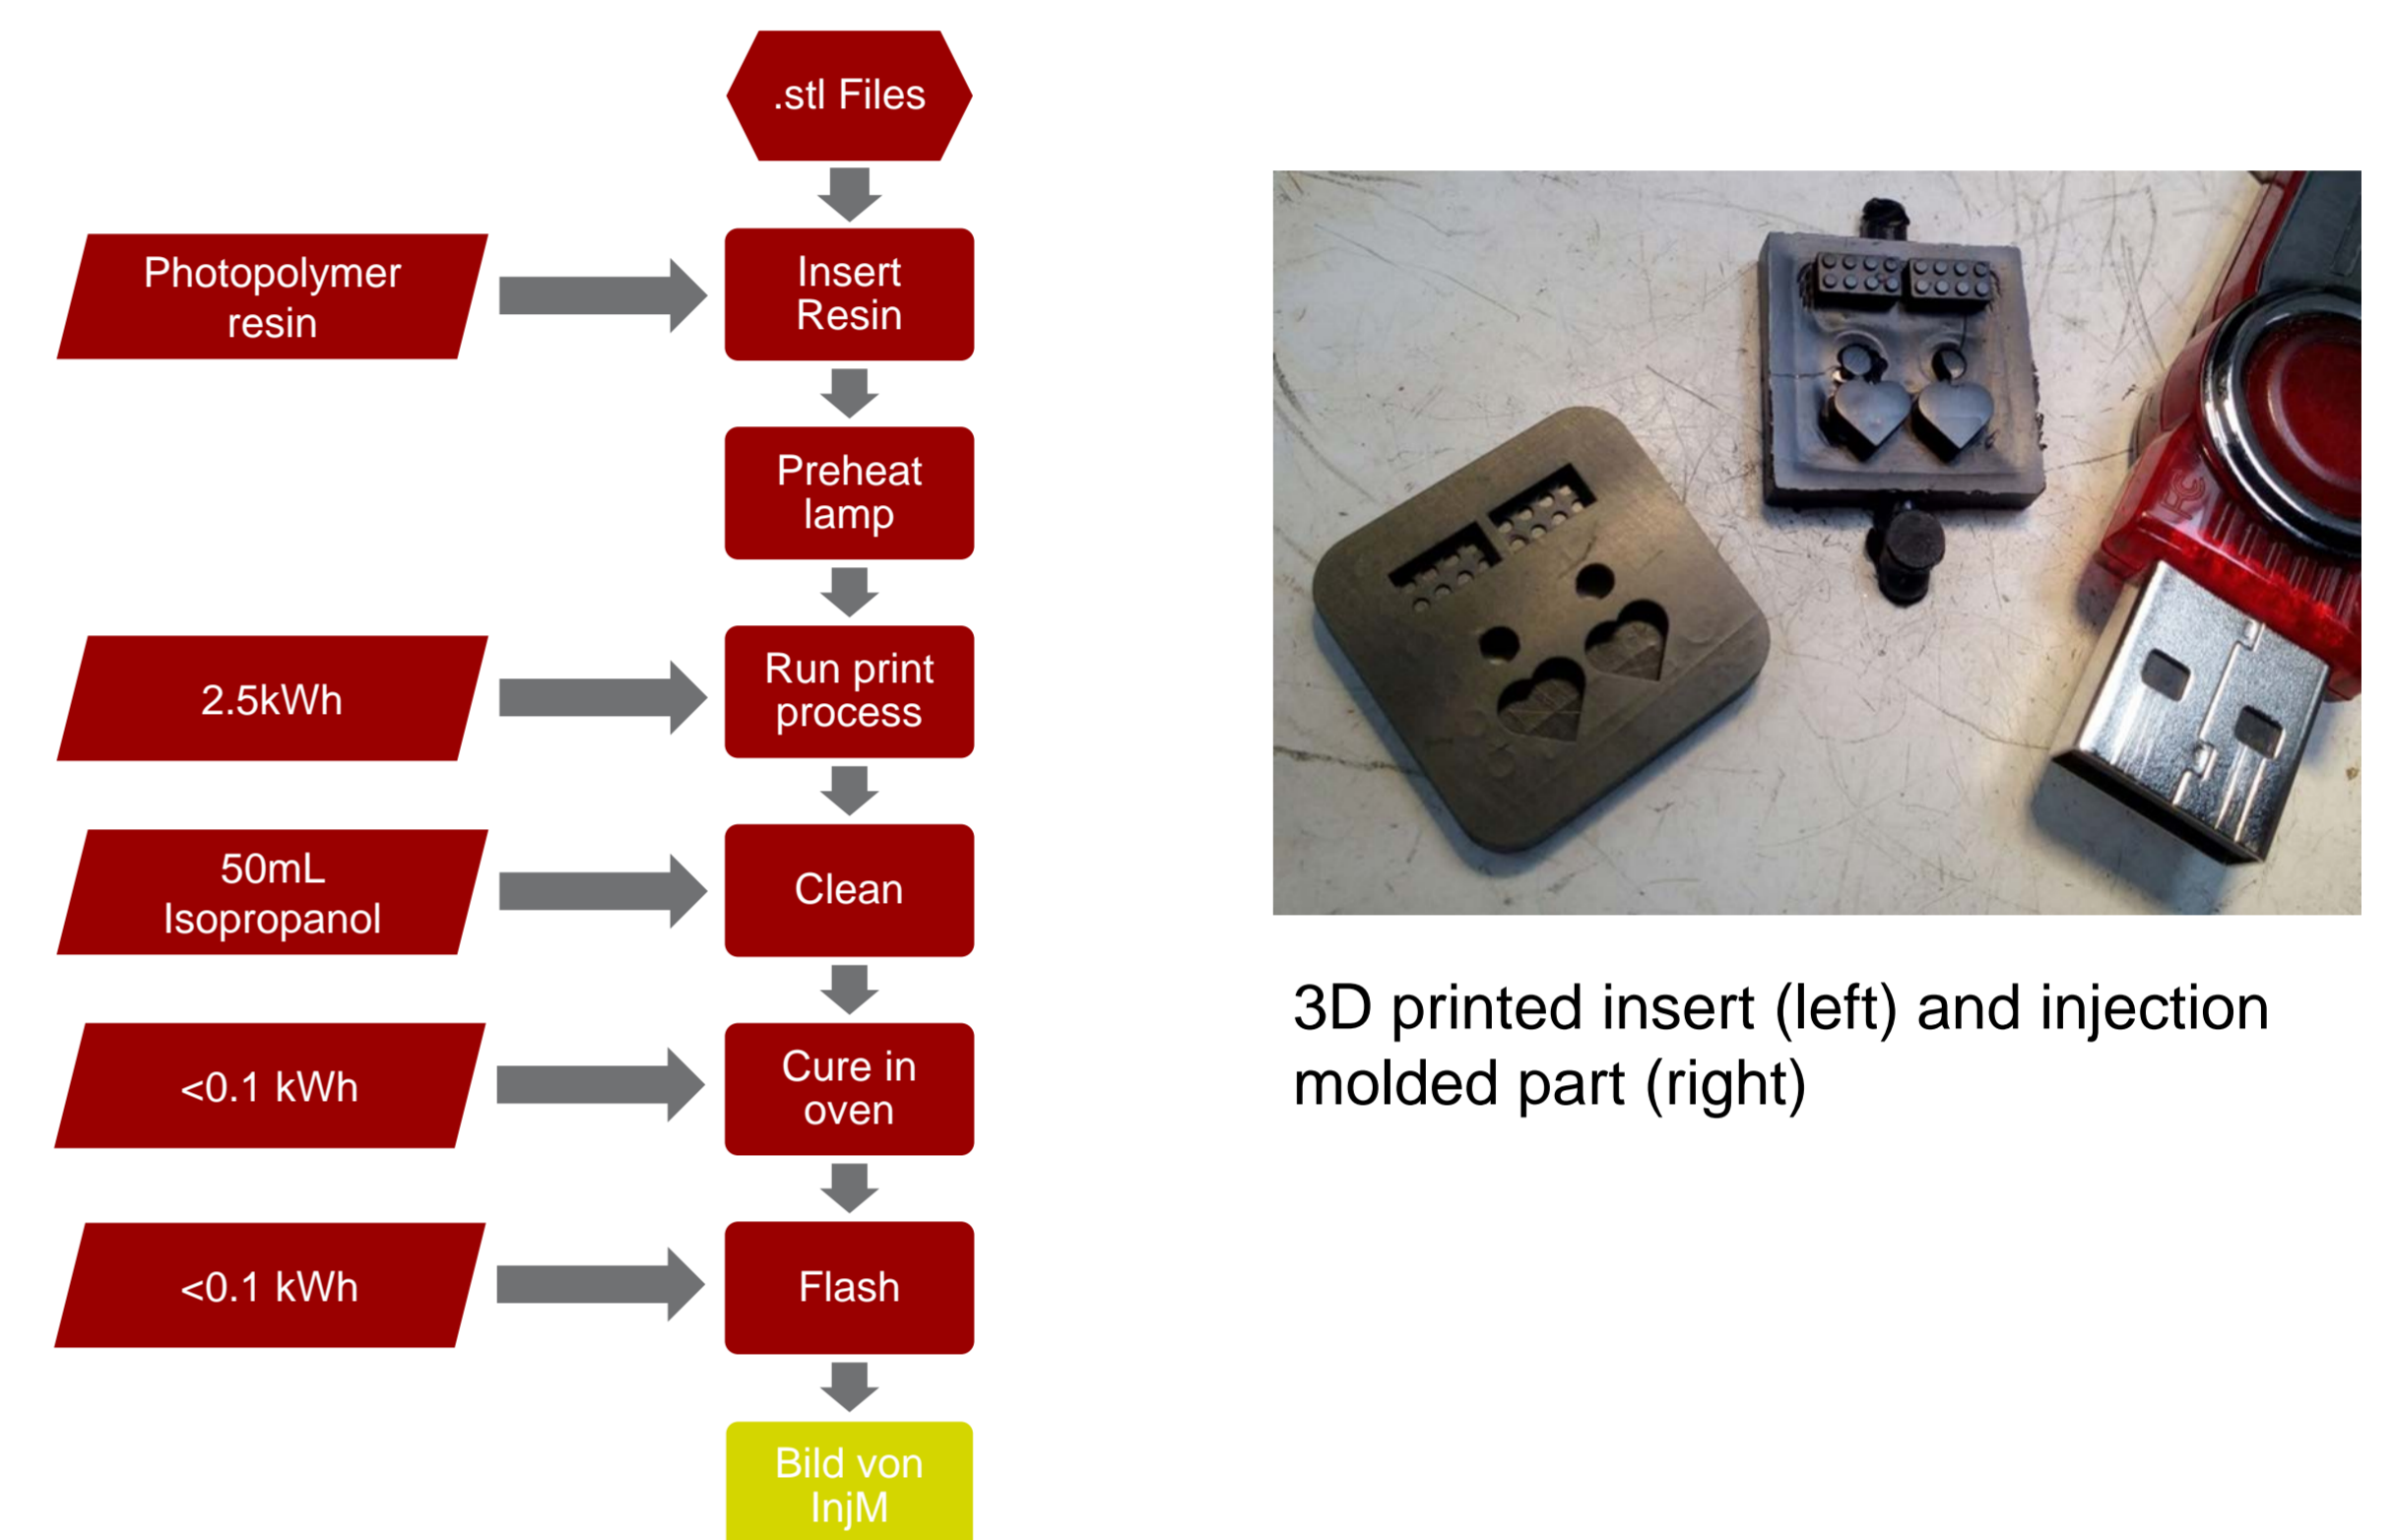 .stl Files
Photopolymer
resin
Insert
Resin
Preheat
lamp
2.5kWh
Run print
process
50mL
Isopropanol
Clean
<0.1 kWh
Cure in
oven
<0.1 kWh
Flash
Bild von
InjM
3D printed insert (left) and injection
molded part (right)